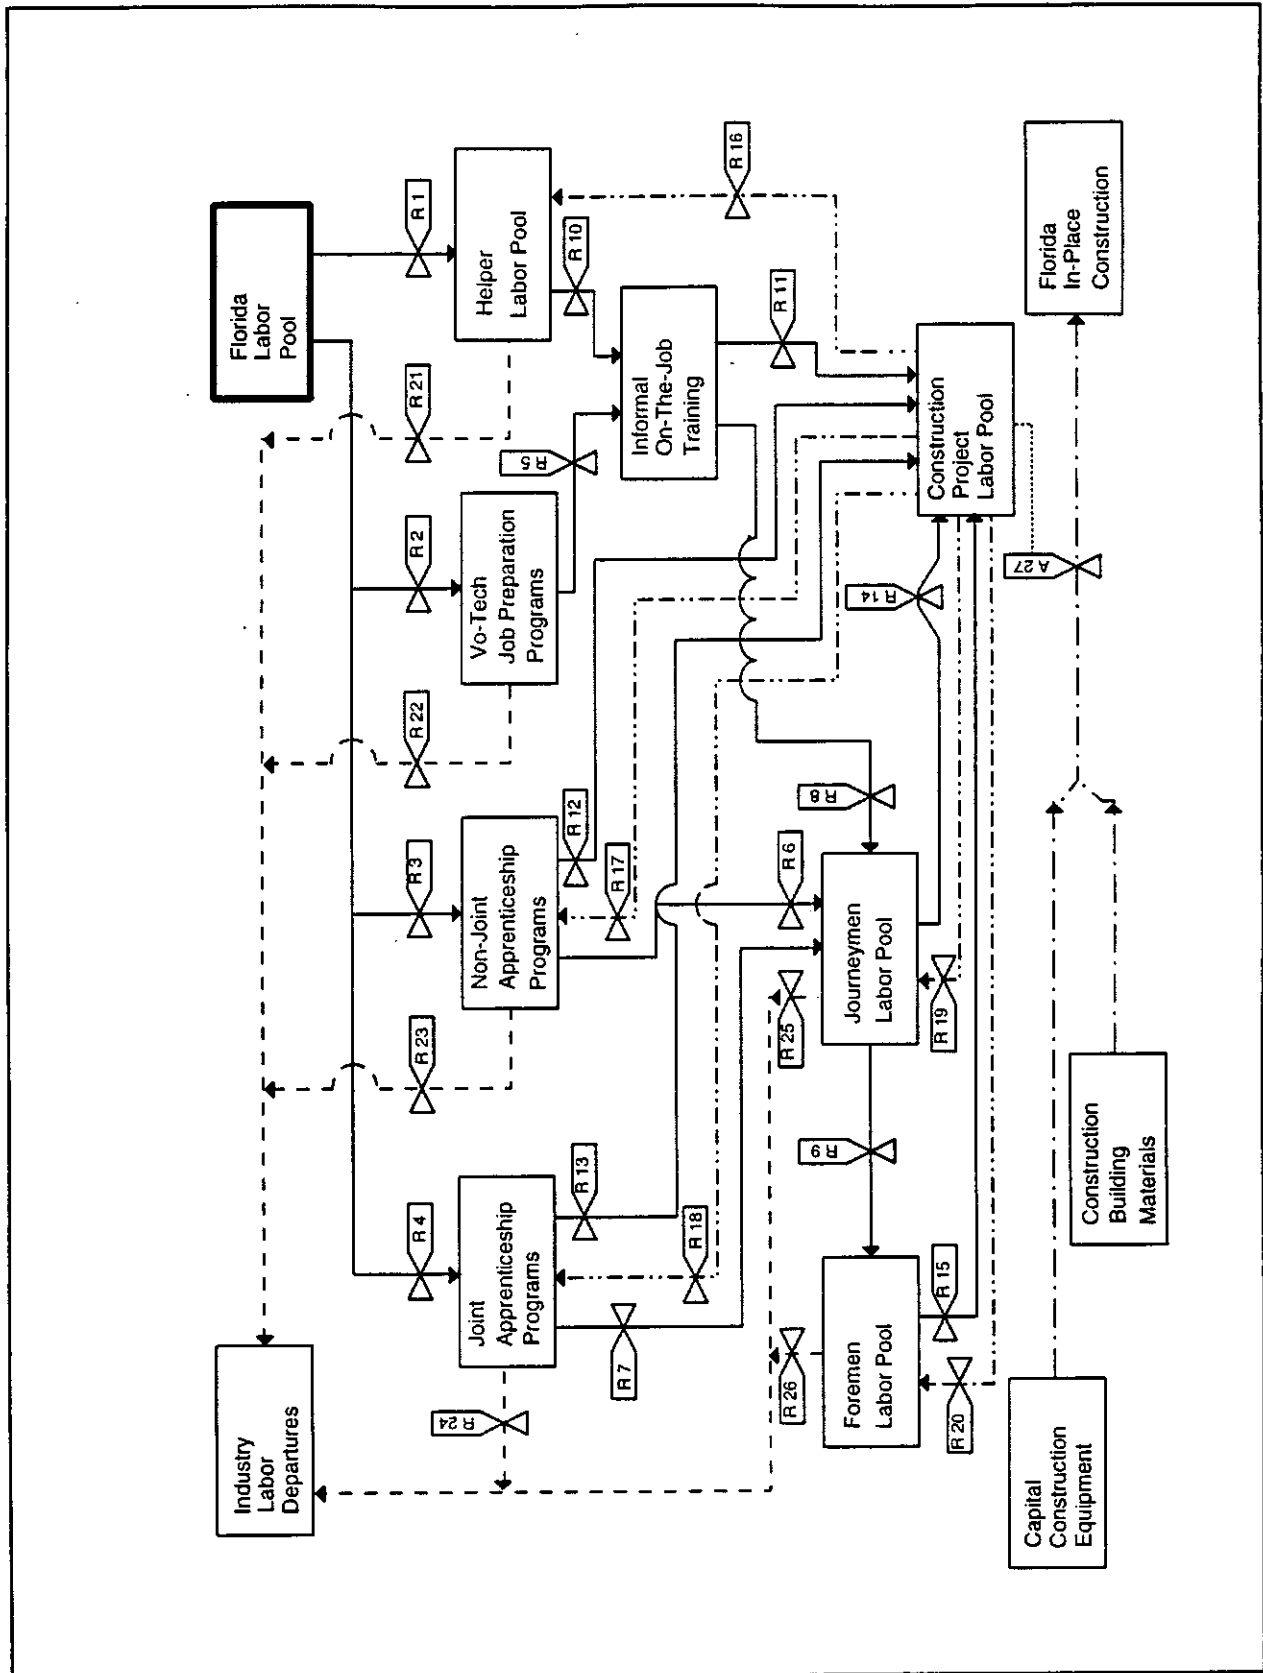 Industry
Labor
Departures
Florida
Labor
Pool
R 4
R 3
R 2
R 1
R 23
R 22
R 21
R 24
Joint
Apprenticeship
Programs
Non-Joint
Apprenticeship
Programs
Vo-Tech
Job Preparation
Programs
Helper
Labor Pool
R 7
R 13
R 12
R 5
R 10
R 17
R 18
Informal
On-The-Job
Training
R 16
R 11
R 26
R 25
R 6
R 8
Foremen
Labor Pool
R 9
Journeymen
Labor Pool
R 14
Construction
Project
Labor Pool
R 20
R 15
R 19
A 27
Capital
Construction
Equipment
Construction
Building
Materials
Florida
In-Place
Construction